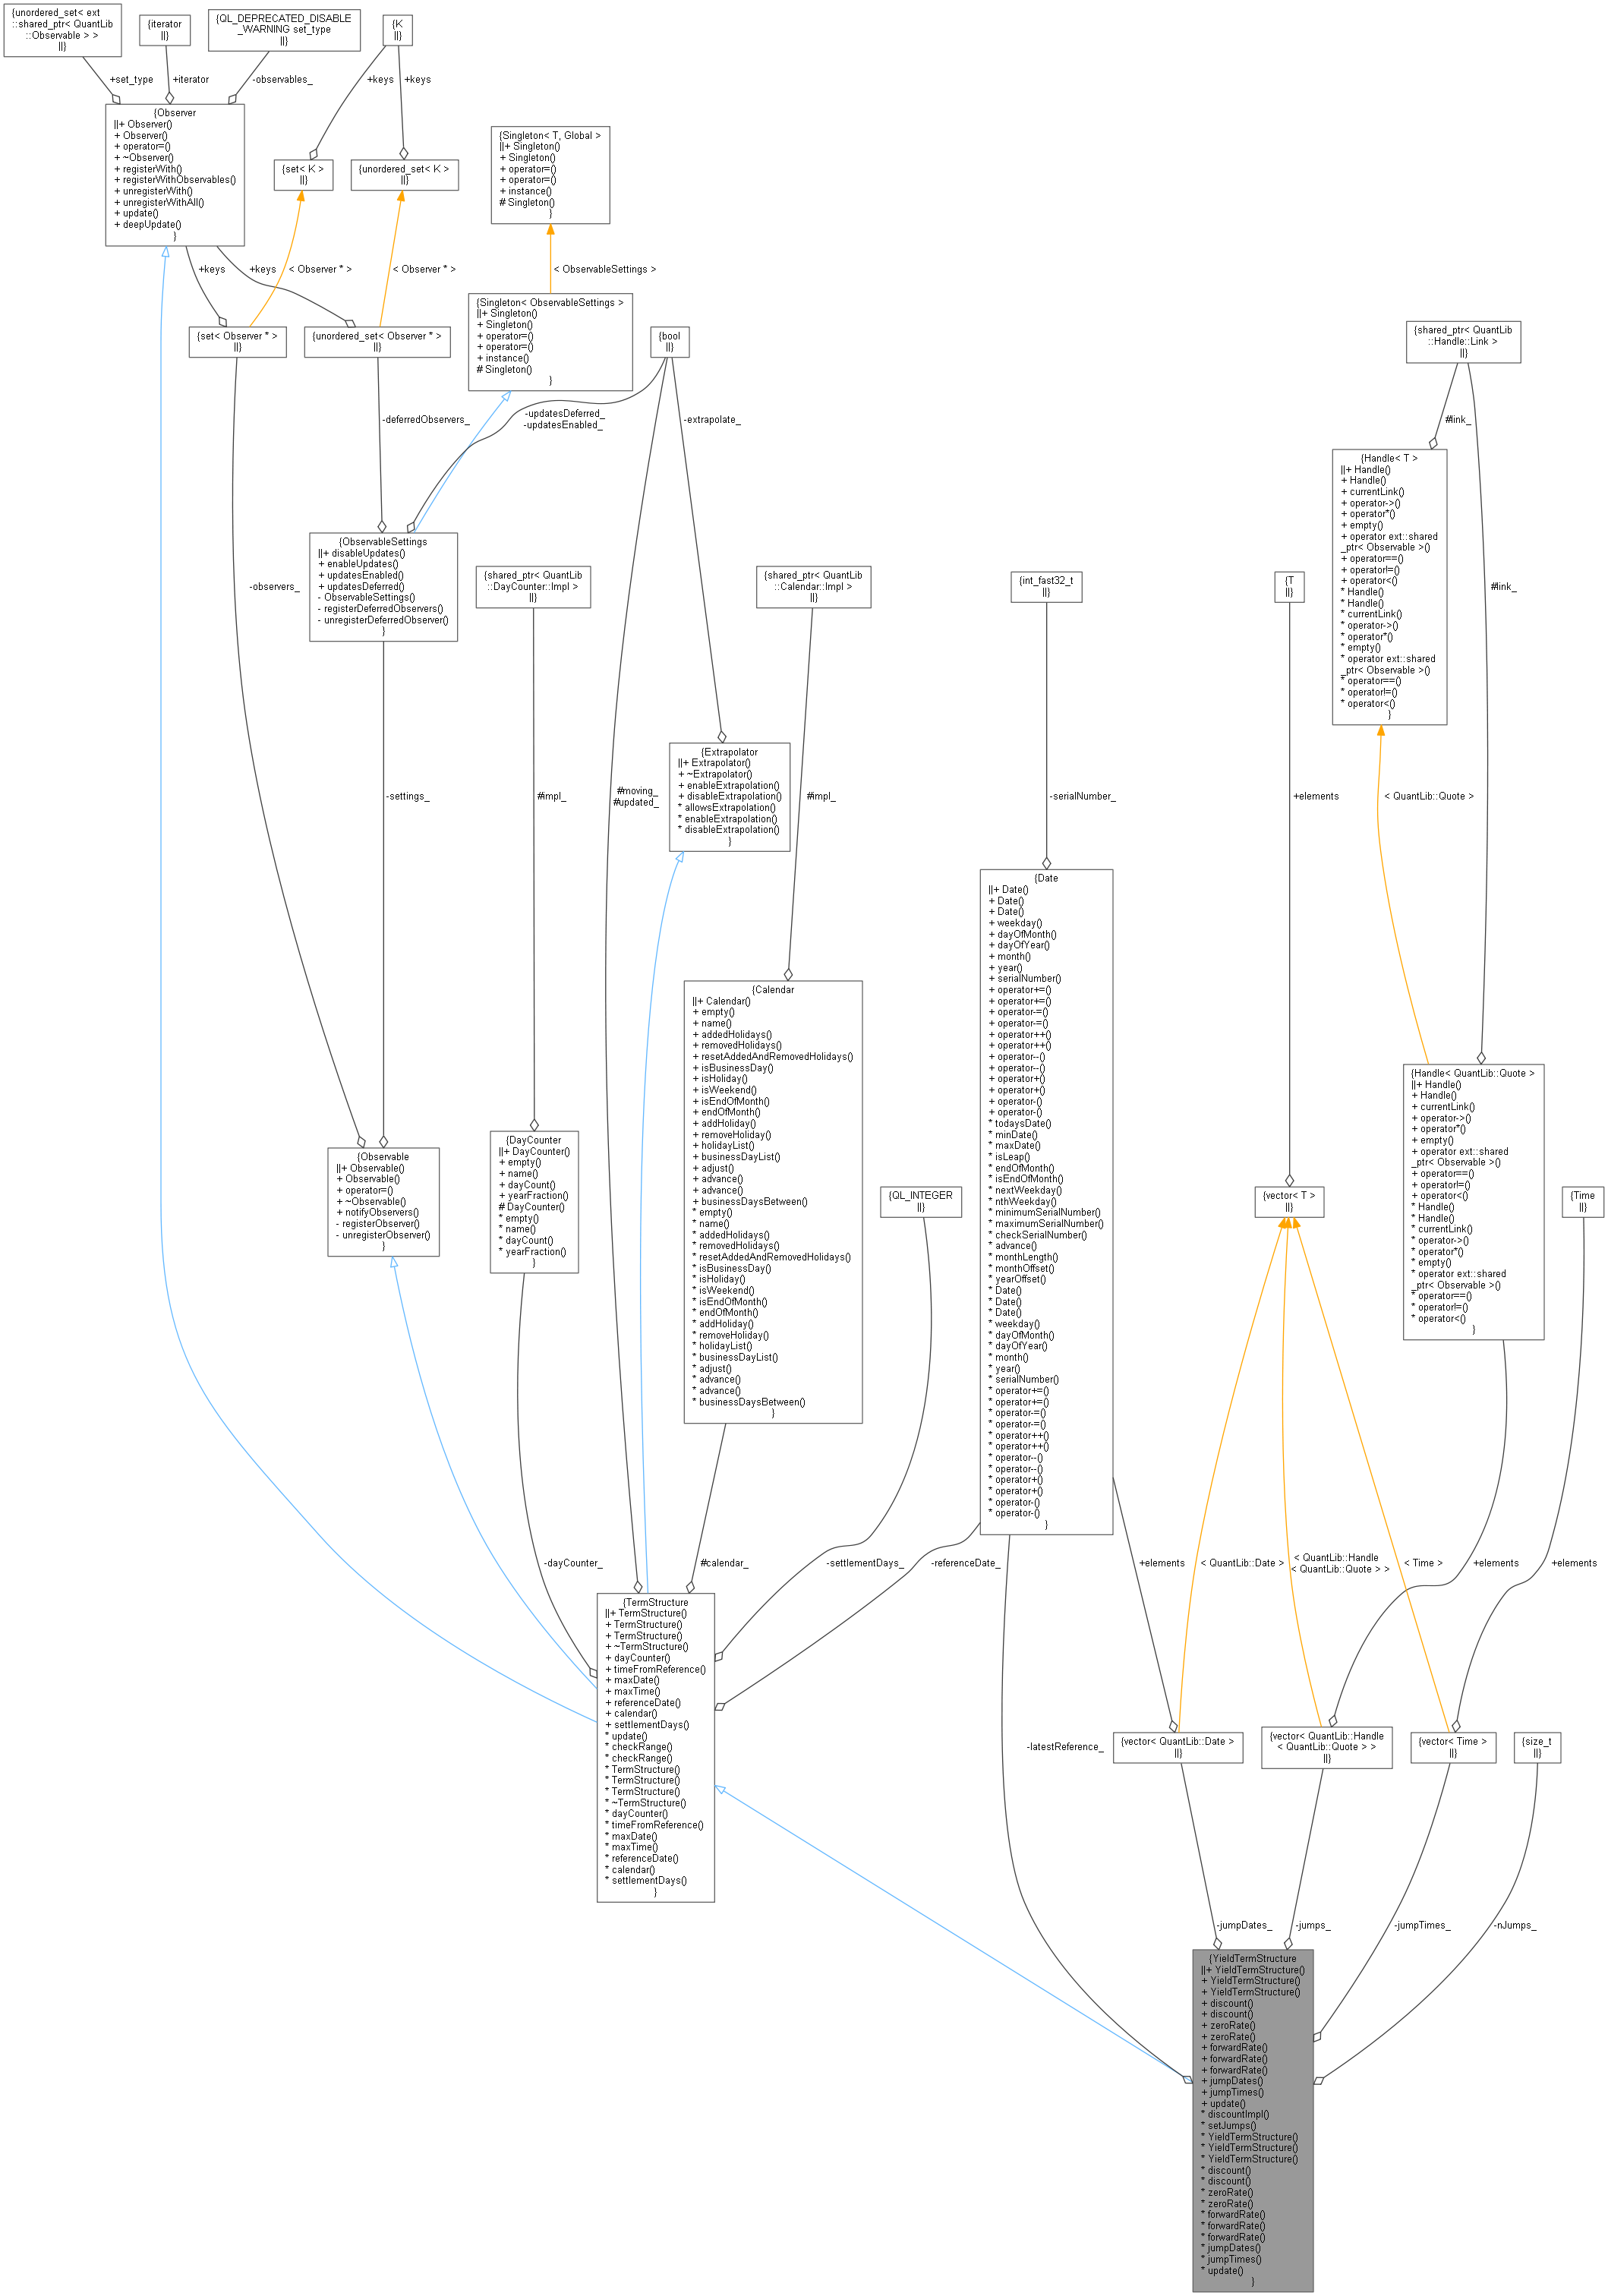 {unordered_set< ext
::shared_ptr< QuantLib
::Observable > >
||}
{iterator
||}
{QL_DEPRECATED_DISABLE
_WARNING set_type
||}
{K
||}
+set_type
+iterator
-observables_
+keys
+keys
{Observer
||+ Observer()
+ Observer()
+ operator=()
+ ~Observer()
+ registerWith()
+ registerWithObservables()
+ unregisterWith()
+ unregisterWithAll()
+ update()
+ deepUpdate()
}
{set< K >
||}
{unordered_set< K >
||}
{Singleton< T, Global >
||+ Singleton()
+ Singleton()
+ operator=()
+ operator=()
+ instance()
# Singleton()
}
+keys
+keys
< Observer * >
< Observer * >
< ObservableSettings >
{set< Observer * >
||}
{unordered_set< Observer * >
||}
{Singleton< ObservableSettings >
||+ Singleton()
+ Singleton()
+ operator=()
+ operator=()
+ instance()
# Singleton()
}
{bool
||}
{shared_ptr< QuantLib
::Handle::Link >
||}
-deferredObservers_
-updatesDeferred_
-updatesEnabled_
-extrapolate_
#link_
{Handle< T >
||+ Handle()
+ Handle()
+ currentLink()
+ operator->()
+ operator*()
+ empty()
+ operator ext::shared
_ptr< Observable >()
+ operator==()
+ operator!=()
+ operator<()
* Handle()
* Handle()
* currentLink()
* operator->()
* operator*()
* empty()
* operator ext::shared
_ptr< Observable >()
* operator==()
* operator!=()
* operator<()
}
#link_
-observers_
{ObservableSettings
||+ disableUpdates()
+ enableUpdates()
+ updatesEnabled()
+ updatesDeferred()
- ObservableSettings()
- registerDeferredObservers()
- unregisterDeferredObserver()
}
{shared_ptr< QuantLib
::DayCounter::Impl >
||}
{shared_ptr< QuantLib
::Calendar::Impl >
||}
{int_fast32_t
||}
{T
||}
-settings_
#impl_
#moving_
#updated_
{Extrapolator
||+ Extrapolator()
+ ~Extrapolator()
+ enableExtrapolation()
+ disableExtrapolation()
* allowsExtrapolation()
* enableExtrapolation()
* disableExtrapolation()
}
#impl_
-serialNumber_
+elements
< QuantLib::Quote >
{Calendar
||+ Calendar()
+ empty()
+ name()
+ addedHolidays()
+ removedHolidays()
+ resetAddedAndRemovedHolidays()
+ isBusinessDay()
+ isHoliday()
+ isWeekend()
+ isEndOfMonth()
+ endOfMonth()
+ addHoliday()
+ removeHoliday()
+ holidayList()
+ businessDayList()
+ adjust()
+ advance()
+ advance()
+ businessDaysBetween()
* empty()
* name()
* addedHolidays()
* removedHolidays()
* resetAddedAndRemovedHolidays()
* isBusinessDay()
* isHoliday()
* isWeekend()
* isEndOfMonth()
* endOfMonth()
* addHoliday()
* removeHoliday()
* holidayList()
* businessDayList()
* adjust()
* advance()
* advance()
* businessDaysBetween()
}
{Date
||+ Date()
+ Date()
+ Date()
+ weekday()
+ dayOfMonth()
+ dayOfYear()
+ month()
+ year()
+ serialNumber()
+ operator+=()
+ operator+=()
+ operator-=()
+ operator-=()
+ operator++()
+ operator++()
+ operator--()
+ operator--()
+ operator+()
+ operator+()
+ operator-()
+ operator-()
* todaysDate()
* minDate()
* maxDate()
* isLeap()
* endOfMonth()
* isEndOfMonth()
* nextWeekday()
* nthWeekday()
* minimumSerialNumber()
* maximumSerialNumber()
* checkSerialNumber()
* advance()
* monthLength()
* monthOffset()
* yearOffset()
* Date()
* Date()
* Date()
* weekday()
* dayOfMonth()
* dayOfYear()
* month()
* year()
* serialNumber()
* operator+=()
* operator+=()
* operator-=()
* operator-=()
* operator++()
* operator++()
* operator--()
* operator--()
* operator+()
* operator+()
* operator-()
* operator-()
}
{Handle< QuantLib::Quote >
||+ Handle()
+ Handle()
+ currentLink()
+ operator->()
+ operator*()
+ empty()
+ operator ext::shared
_ptr< Observable >()
+ operator==()
+ operator!=()
+ operator<()
* Handle()
* Handle()
* currentLink()
* operator->()
* operator*()
* empty()
* operator ext::shared
_ptr< Observable >()
* operator==()
* operator!=()
* operator<()
}
{Observable
||+ Observable()
+ Observable()
+ operator=()
+ ~Observable()
+ notifyObservers()
- registerObserver()
- unregisterObserver()
}
{DayCounter
||+ DayCounter()
+ empty()
+ name()
+ dayCount()
+ yearFraction()
# DayCounter()
* empty()
* name()
* dayCount()
* yearFraction()
}
{QL_INTEGER
||}
{vector< T >
||}
{Time
||}
-dayCounter_
#calendar_
-settlementDays_
-referenceDate_
+elements
< QuantLib::Date >
< QuantLib::Handle
< QuantLib::Quote > >
< Time >
+elements
+elements
{TermStructure
||+ TermStructure()
+ TermStructure()
+ TermStructure()
+ ~TermStructure()
+ dayCounter()
+ timeFromReference()
+ maxDate()
+ maxTime()
+ referenceDate()
+ calendar()
+ settlementDays()
* update()
* checkRange()
* checkRange()
* TermStructure()
* TermStructure()
* TermStructure()
* ~TermStructure()
* dayCounter()
* timeFromReference()
* maxDate()
* maxTime()
* referenceDate()
* calendar()
* settlementDays()
}
-latestReference_
{vector< QuantLib::Date >
||}
{vector< QuantLib::Handle
< QuantLib::Quote > >
||}
{vector< Time >
||}
{size_t
||}
-jumpDates_
-jumps_
-jumpTimes_
-nJumps_
{YieldTermStructure
||+ YieldTermStructure()
+ YieldTermStructure()
+ YieldTermStructure()
+ discount()
+ discount()
+ zeroRate()
+ zeroRate()
+ forwardRate()
+ forwardRate()
+ forwardRate()
+ jumpDates()
+ jumpTimes()
+ update()
* discountImpl()
* setJumps()
* YieldTermStructure()
* YieldTermStructure()
* YieldTermStructure()
* discount()
* discount()
* zeroRate()
* zeroRate()
* forwardRate()
* forwardRate()
* forwardRate()
* jumpDates()
* jumpTimes()
* update()
}